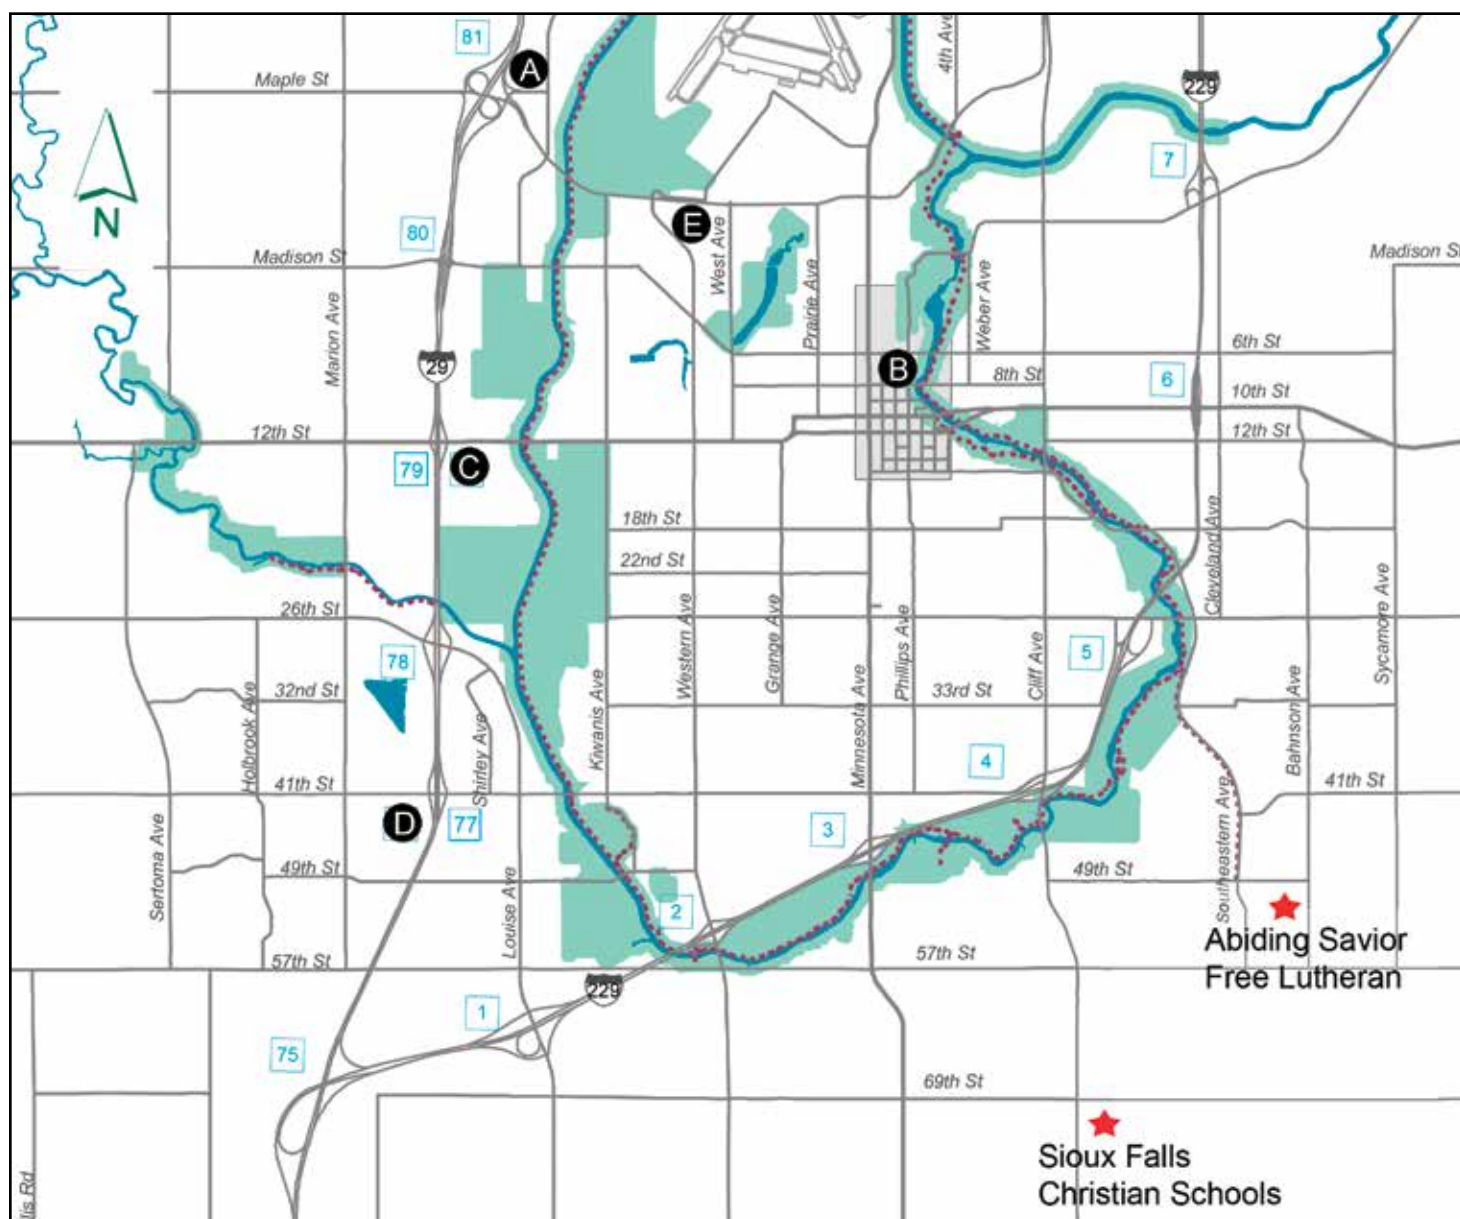 81
A
4th Ave
Maple St
229
7
N
80
E
West Ave
Madison St
Madison St
Prairie Ave
Weber Ave
Marion Ave
29
6th St
B
8th St
6
10th St
12th St
12th St
79
C
18th St
Cleveland Ave
22nd St
26th St
Western Ave
Grange Ave
Phillips Ave
Cliff Ave
5
Sycamore Ave
78
32nd St
33rd St
Holbrook Ave
Shirley Ave
Kiwanis Ave
Minnesota Ave
Bahnson Ave
4
41th St
41th St
D
77
3
Sertoma Ave
Southeastern Ave
49th St
49th St
Louise Ave
2
Abiding Savior
Free Lutheran
57th St
57th St
229
1
75
69th St
Sioux Falls
Christian Schools
lis Rd